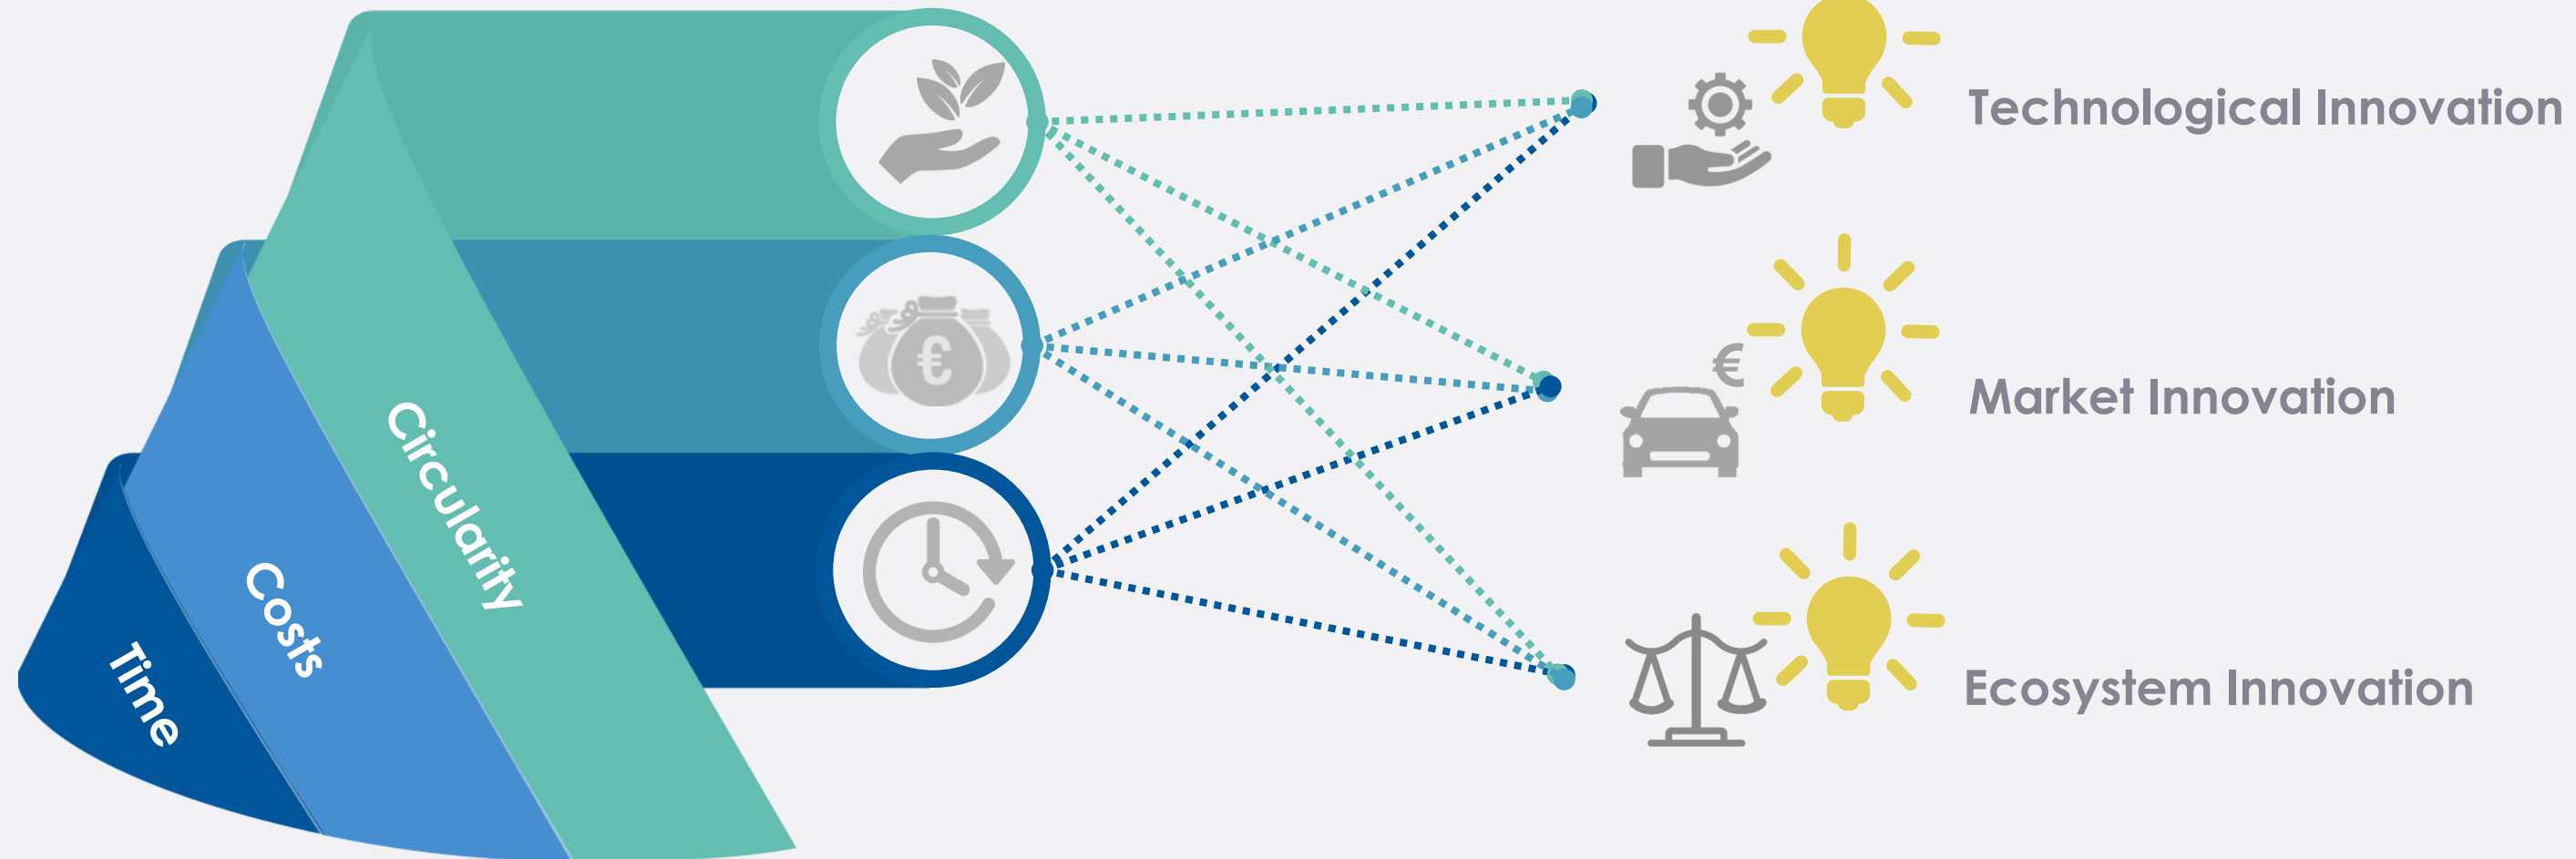 Technological Innovation
€
€
Market Innovation
Circularity
Costs
Time
Ecosystem Innovation